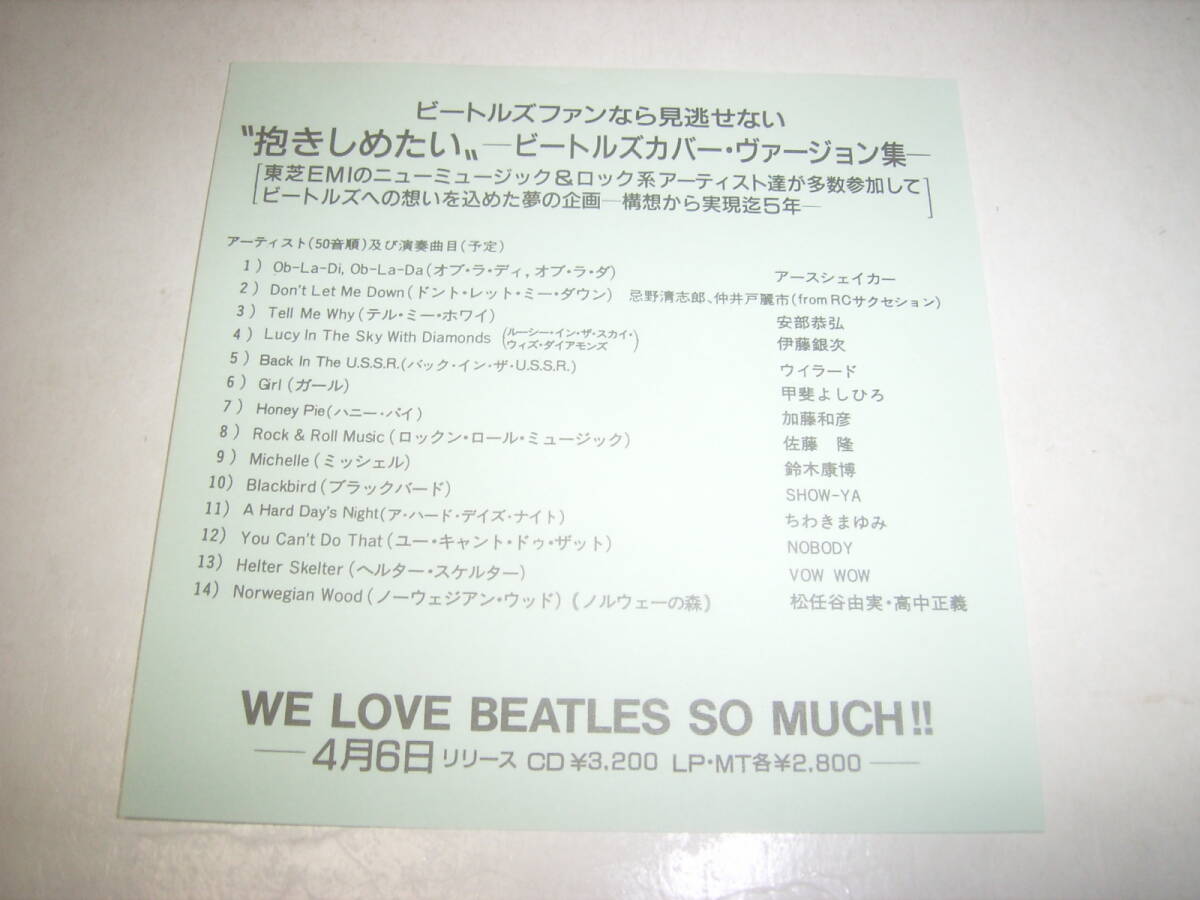 ビートルズファンなら見逃せない
〝抱きしめたい〟―ビートルズカバー・ヴァージョン集―
東芝EMIのニューミュージック&ロック系アーティスト達が多数参加して
ビートルズへの想いを込めた夢の企画―構想から実現迄5年―
アーティスト(50音順)及び演奏曲目(予定)
1) Ob-La-Di, Ob-La-Da(オブ・ラ・ディ,オブ・ラ・ダ) アースシェイカー
2) Don't Let Me Down(ドント・レット・ミー・ダウン) 忌野清志郎、仲井戸麗市(from RCサクセション)
3) Tell Me Why(テル・ミー・ホワイ) 安部恭弘
4) Lucy In The Sky With Diamonds (ルーシー・イン・ザ・スカイ・ウィズ・ダイアモンズ) 伊藤銀次
5) Back In The U.S.S.R.(バック・イン・ザ・U.S.S.R.) ウイラード
6) Girl(ガール) 甲斐よしひろ
7) Honey Pie(ハニー・パイ) 加藤和彦
8) Rock & Roll Music(ロックン・ロール・ミュージック) 佐藤 隆
9) Michelle(ミッシェル) 鈴木康博
10) Blackbird(ブラックバード) SHOW-YA
11) A Hard Day's Night(ア・ハード・デイズ・ナイト) ちわきまゆみ
12) You Can't Do That(ユー・キャント・ドゥ・ザット) NOBODY
13) Helter Skelter(ヘルター・スケルター) VOW WOW
14) Norwegian Wood(ノーウェジアン・ウッド)《ノルウェーの森》 松任谷由実・高中正義
WE LOVE BEATLES SO MUCH!!
―4月6日リリース CD¥3,200 LP・MT各¥2,800―